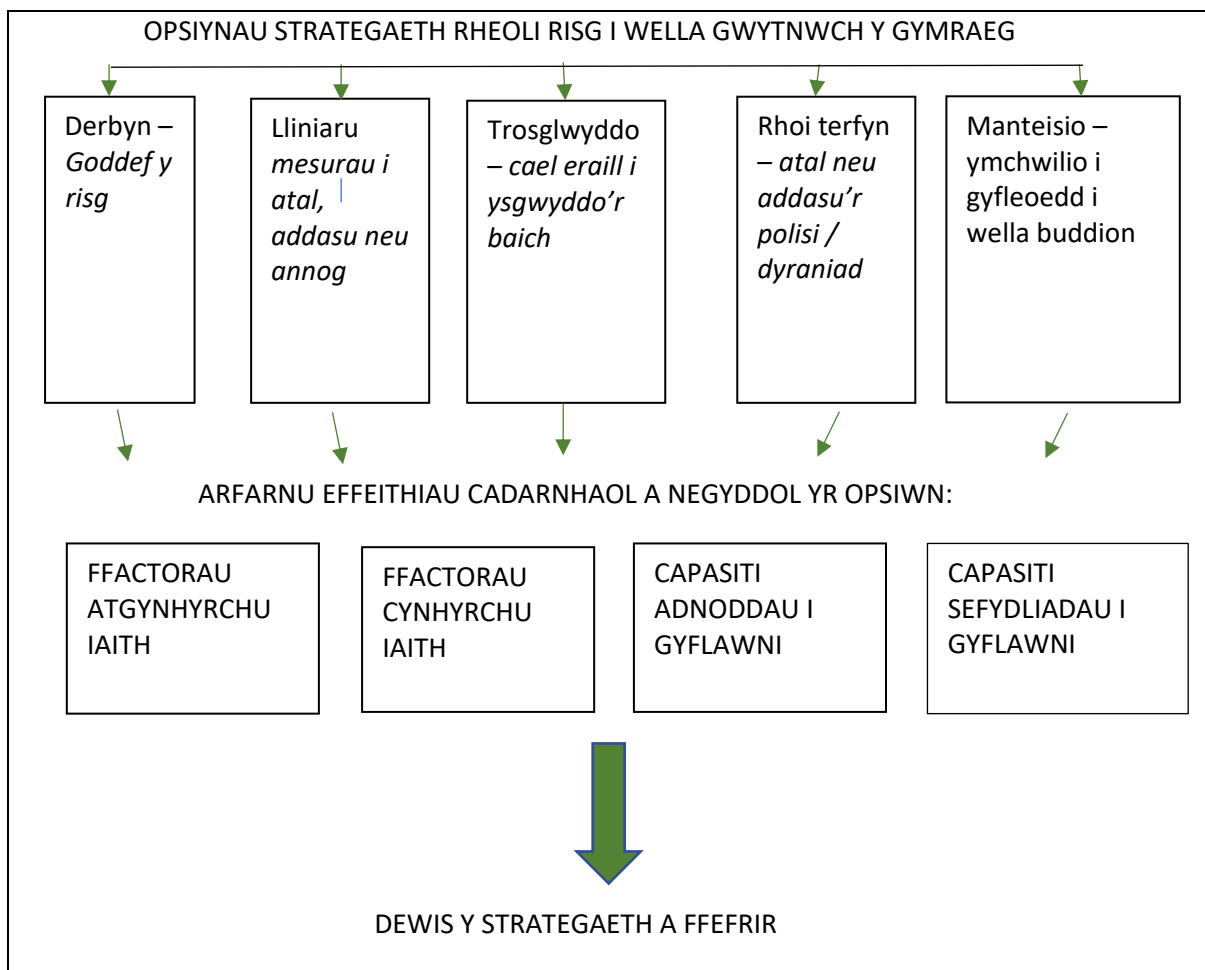 OPSIYNAU STRATEGAETH RHEOLI RISG I WELLA GWYTNWCH Y GYMRAEG
Derbyn –
Goddef y
risg
Lliniaru
mesurau i
atal,
addasu neu
annog
Trosglwyddo
– cael eraill i
ysgwyddo’r
baich
Rhoi terfyn
– atal neu
addasu’r
polisi /
dyraniad
Manteisio –
ymchwilio i
gyfleoedd i
wella buddion
ARFARNU EFFEITHIAU CADARNHAOL A NEGYDDOL YR OPSIWN:
FFACTORAU
ATGYNHYRCHU
IAITH
FFACTORAU
CYNHYRCHU
IAITH
CAPASITI
ADNODDAU I
GYFLAWNI
CAPASITI
SEFYDLIADAU I
GYFLAWNI
DEWIS Y STRATEGAETH A FFEFRIR